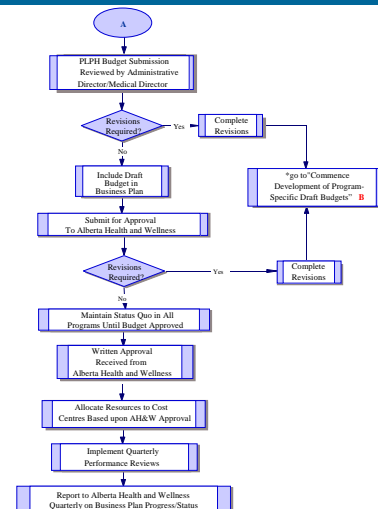 A
PLPH Budget Submission
Reviewed by Administrative
Director/Medical Director
Revisions
Required?
Yes
Complete
Revisions
No
Include Draft
Budget in
Business Plan
*go to"Commence
Development of Program-
Specific Draft Budgets" B
Submit for Approval
To Alberta Health and Wellness
Revisions
Required?
Yes
Complete
Revisions
No
Maintain Status Quo in All
Programs Until Budget Approved
Written Approval
Received from
Alberta Health and Wellness
Allocate Resources to Cost
Centres Based upon AH&W Approval
Implement Quarterly
Performance Reviews
Report to Alberta Health and Wellness
Quarterly on Business Plan Progress/Status